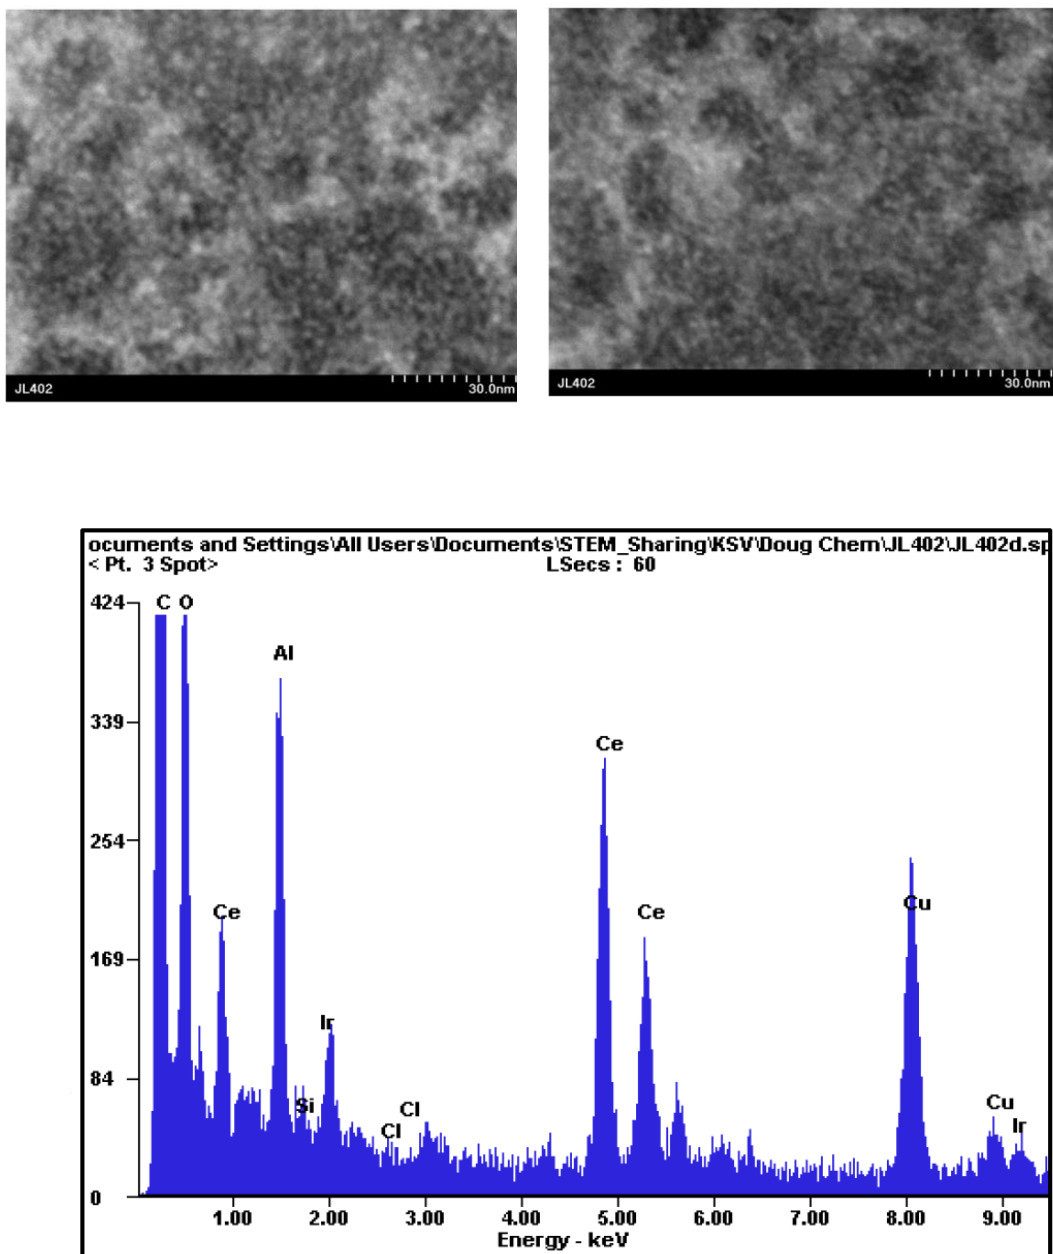 JL402 30.0nm
JL402 30.0nm
ocuments and Settings\All Users\Documents\STEM_Sharing\KSV\Doug Chem\JL402\JL402d.sp
< Pt. 3 Spot> LSecs : 60
424
C O
Al
339
Ce
254
Ce Ce Cu
169
Ir
84
Si Cl Cl Cu Ir
0
1.00 2.00 3.00 4.00 5.00 6.00 7.00 8.00 9.00
Energy - keV